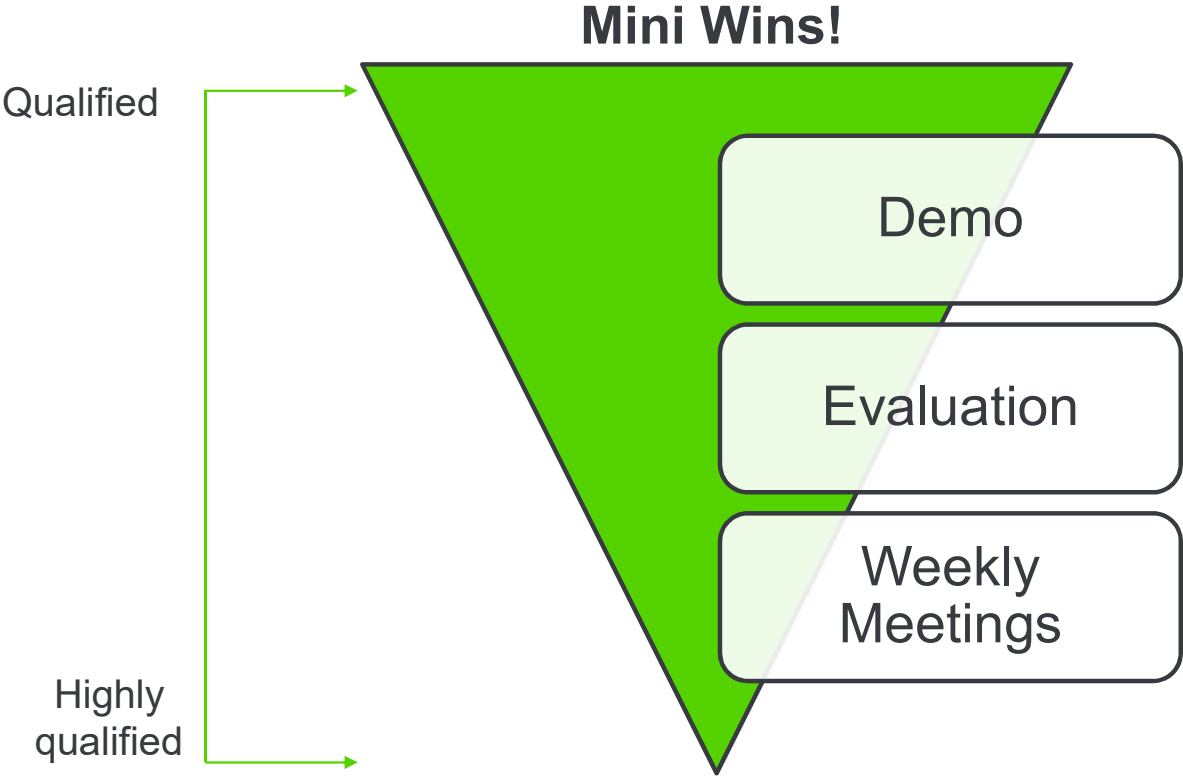 Mini Wins!
Qualified
Demo
Evaluation
Weekly
Meetings
Highly
qualified